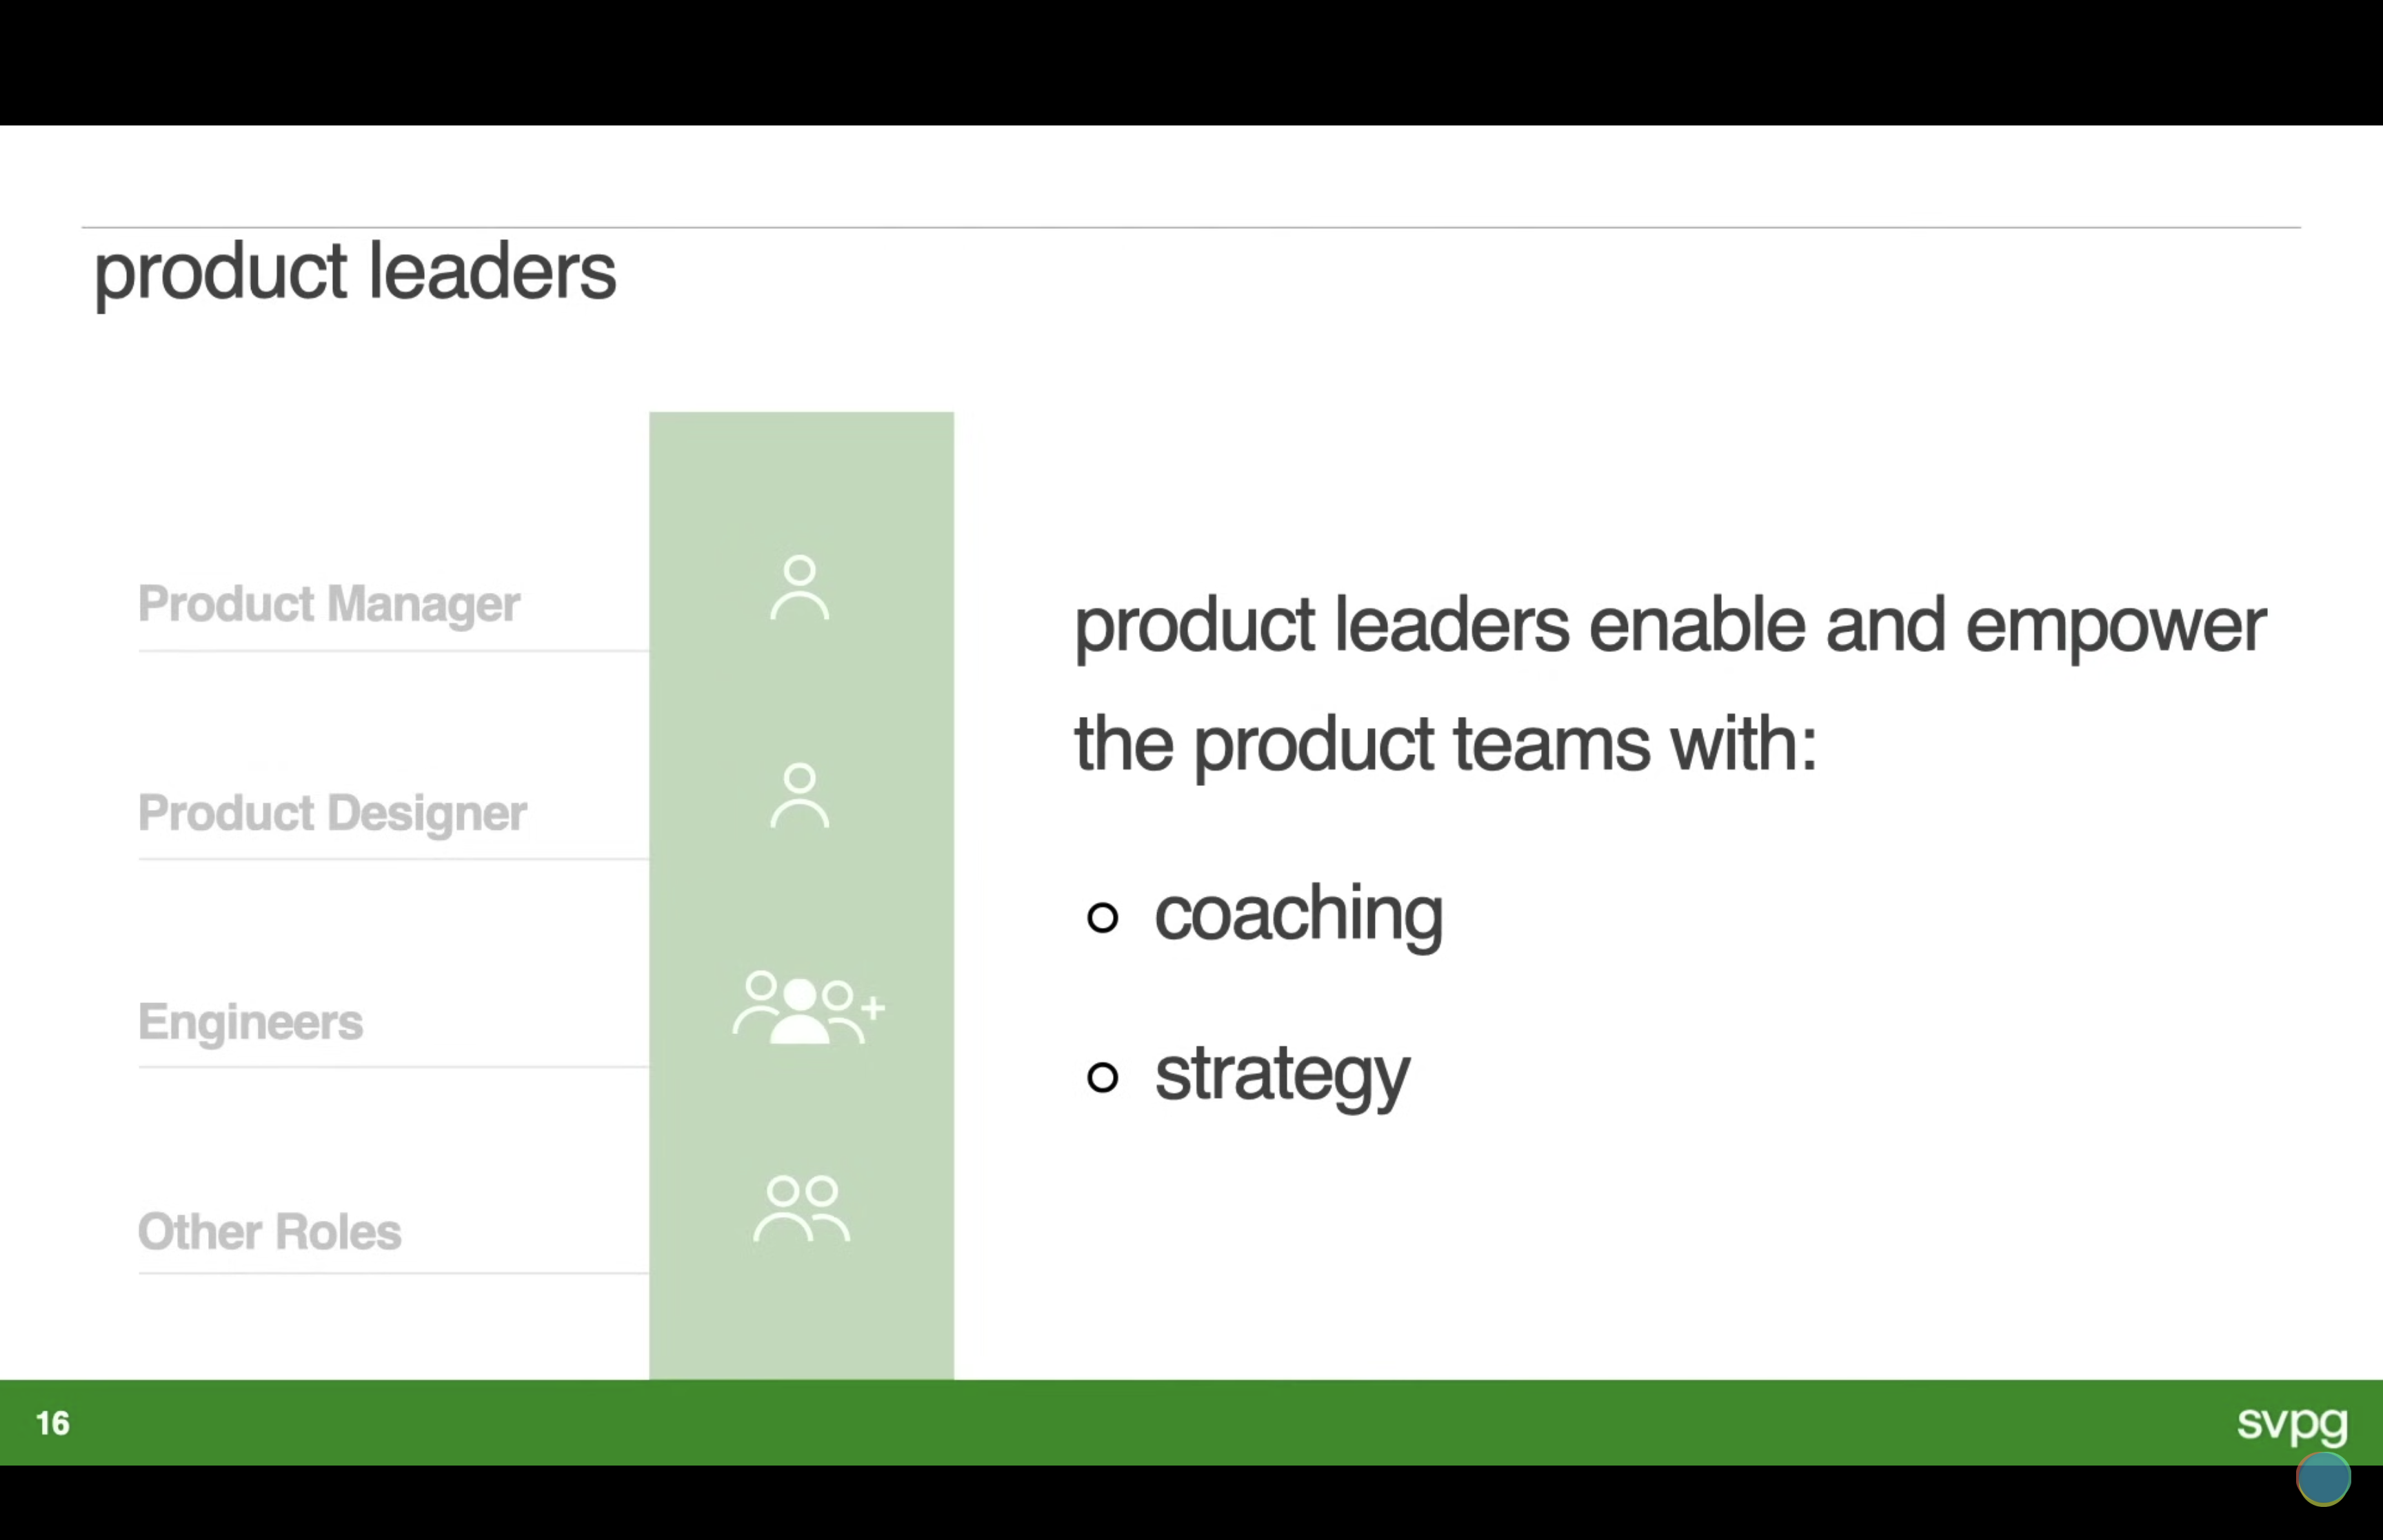 product leaders
Product Manager
Product Designer
Engineers
+
Other Roles
product leaders enable and empower
the product teams with:
coaching
strategy
16
svpg